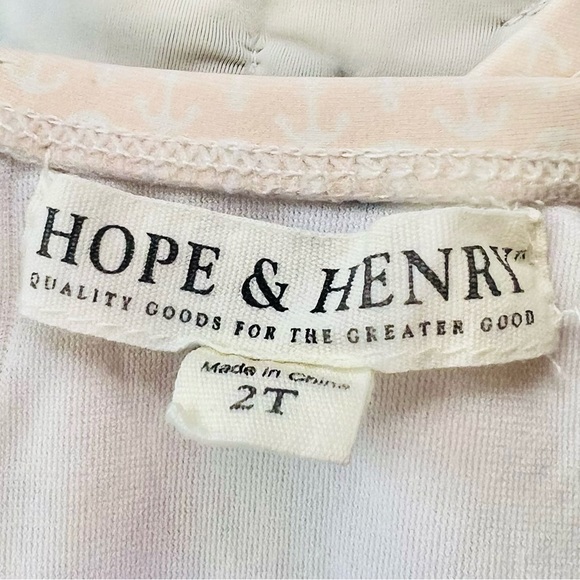 HOPE & HENRY™
QUALITY GOODS FOR THE GREATER GOOD
Made in China
2T